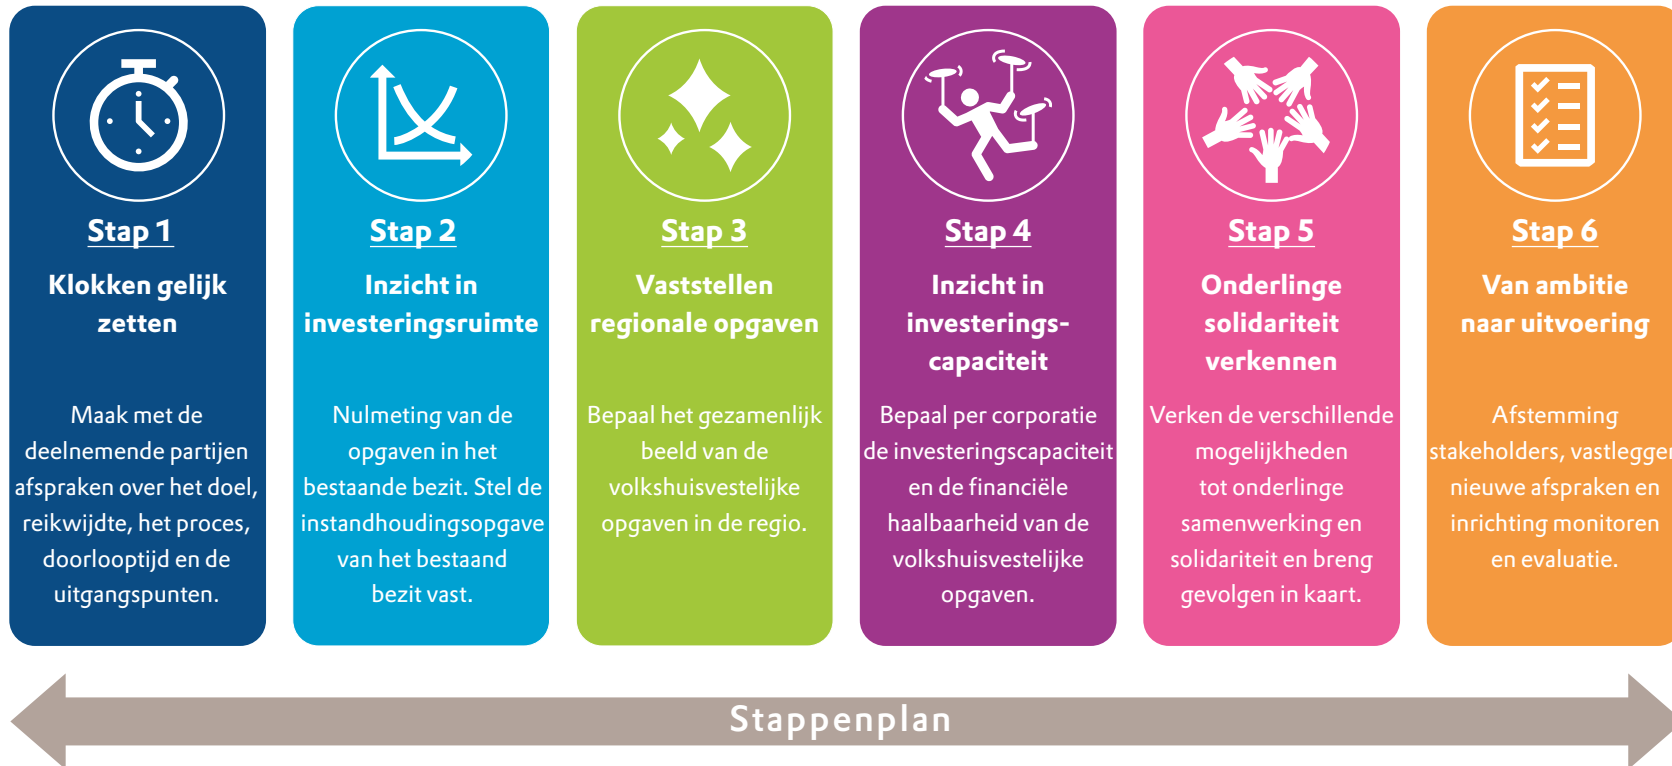 Stap 1
Klokken gelijk
zetten
Maak met de
deelnemende partijen
afspraken over het doel,
reikwijdte, het proces,
doorlooptijd en de
uitgangspunten.
Stap 2
Inzicht in
investeringsruimte
Nulmeting van de
opgaven in het
bestaande bezit. Stel de
instandhoudingsopgave
van het bestaand
bezit vast.
Stap 3
Vaststellen
regionale opgaven
Bepaal het gezamenlijk
beeld van de
volkshuisvestelijke
opgaven in de regio.
Stap 4
Inzicht in
investerings-
capaciteit
Bepaal per corporatie
de investeringscapaciteit
en de financiële
haalbaarheid van de
volkshuisvestelijke
opgaven.
Stap 5
Onderlinge
solidariteit
verkennen
Verken de verschillende
mogelijkheden
tot onderlinge
samenwerking en
solidariteit en breng
gevolgen in kaart.
Stap 6
Van ambitie
naar uitvoering
Afstemming
stakeholders, vastleggen
nieuwe afspraken en
inrichting monitoren
en evaluatie.
Stappenplan